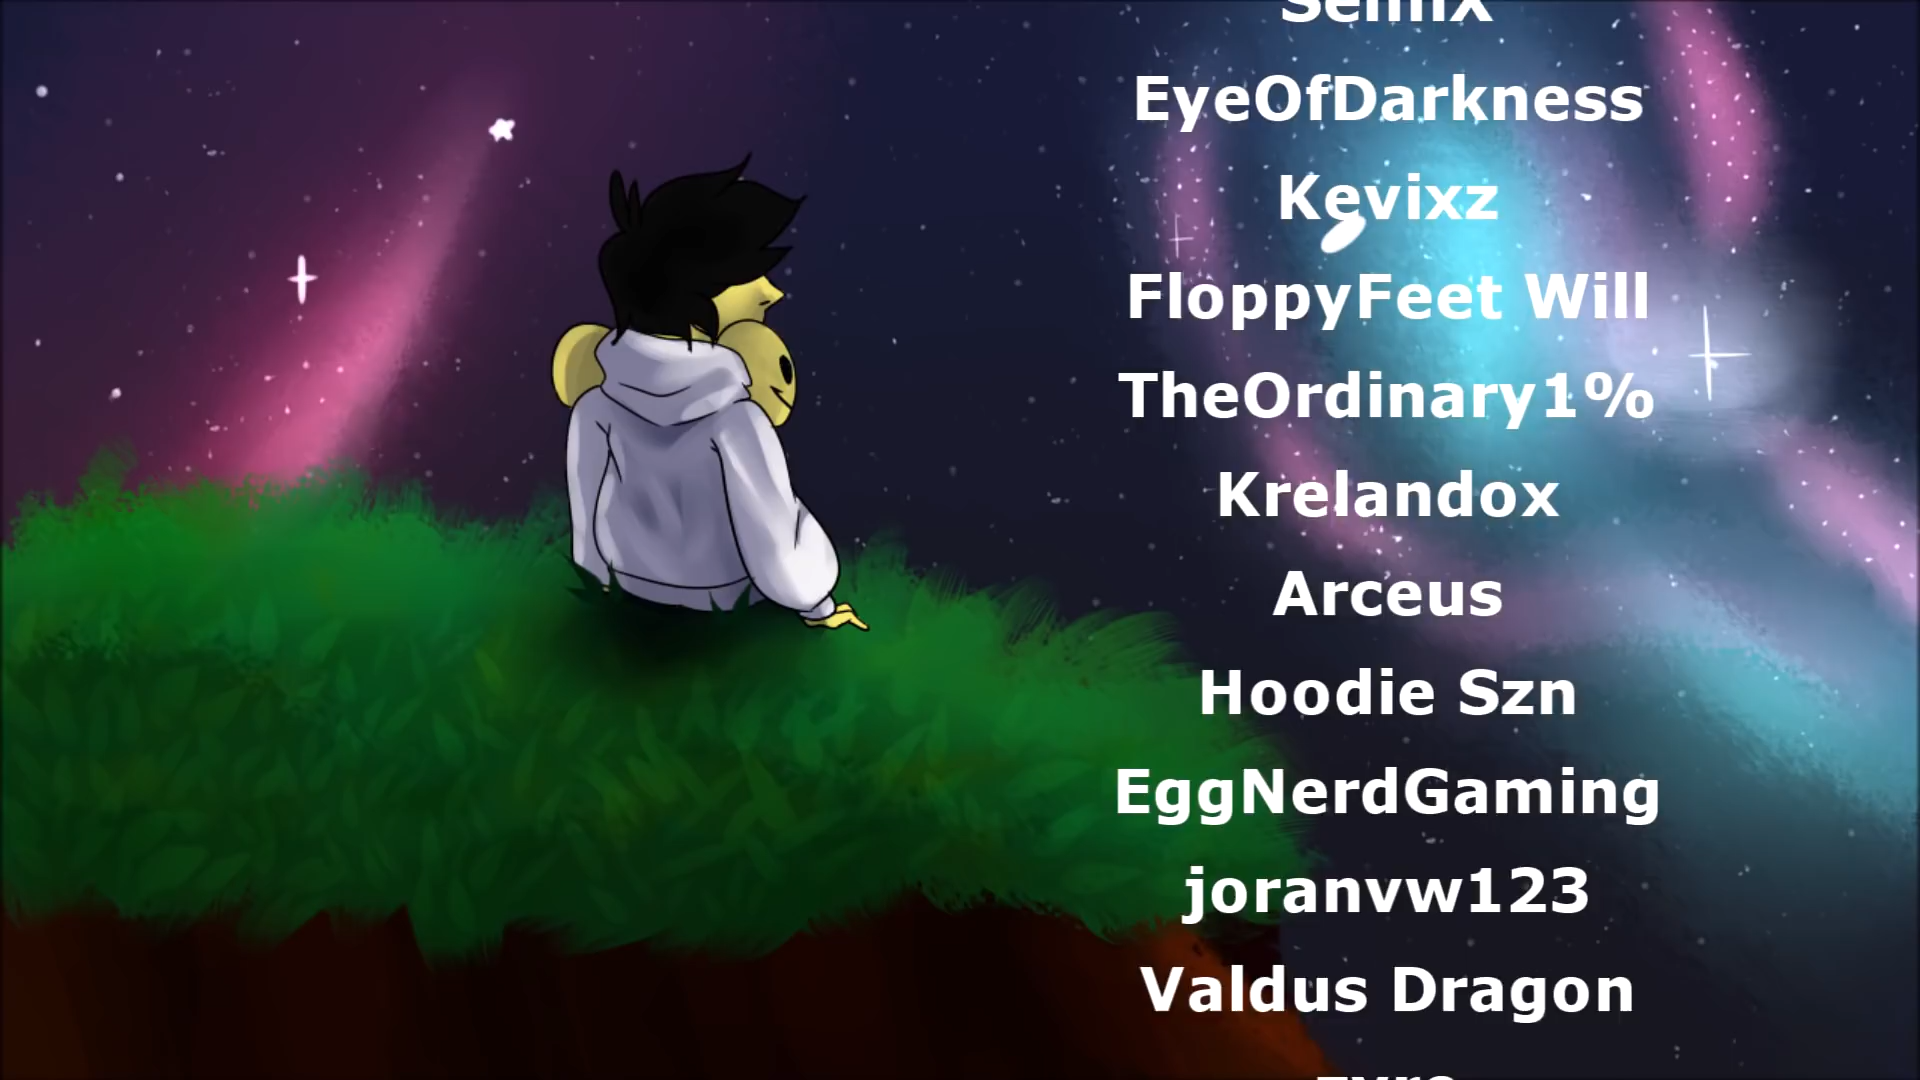 EyeOfDarkness
Kevixz
FloppyFeet Will
TheOrdinary1%
Krelandox
Arceus
Hoodie Szn
EggNerdGaming
joranvw123
Valdus Dragon